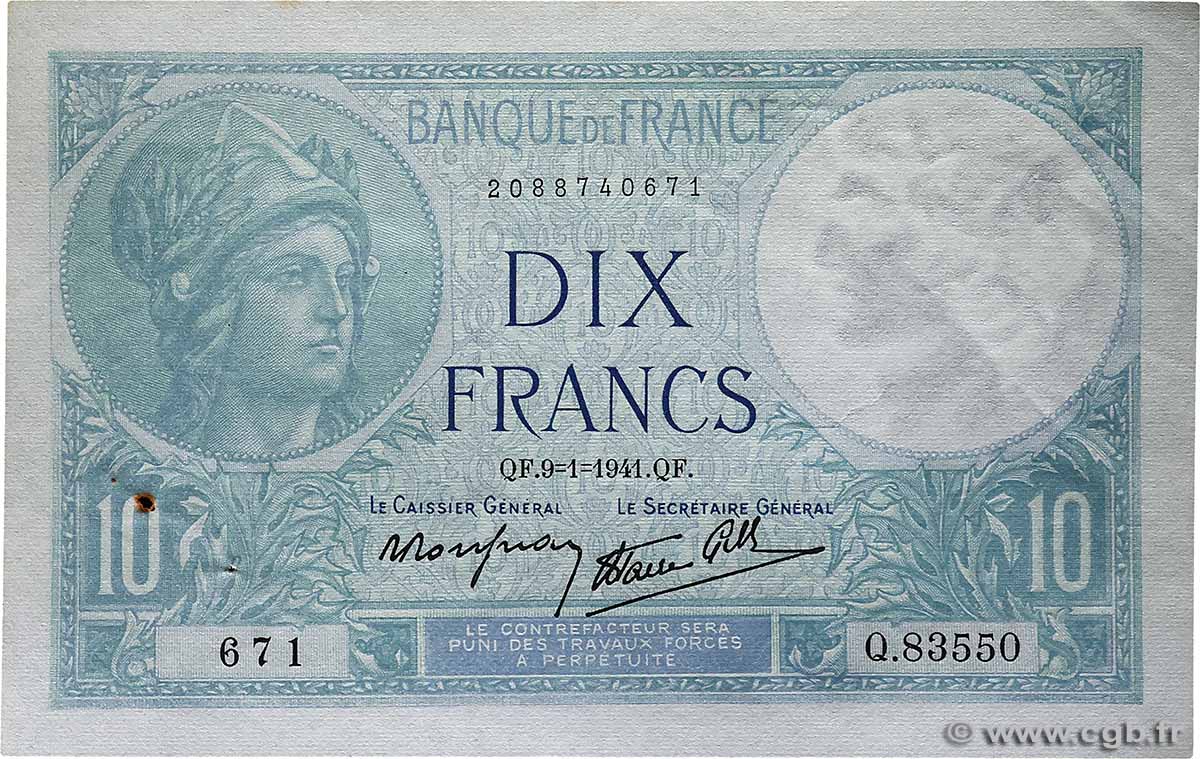 BANQUE DE FRANCE
2088740671
DIX
FRANCS
QF.9=1=1941.QF.
LE CAISSIER GÉNÉRAL LE SECRÉTAIRE GÉNÉRAL
10 10
LE CONTREFACTEUR SERA
PUNI DES TRAVAUX FORCÉS
A PERPÉTUITÉ
671 Q.83550
© www.cgb.fr